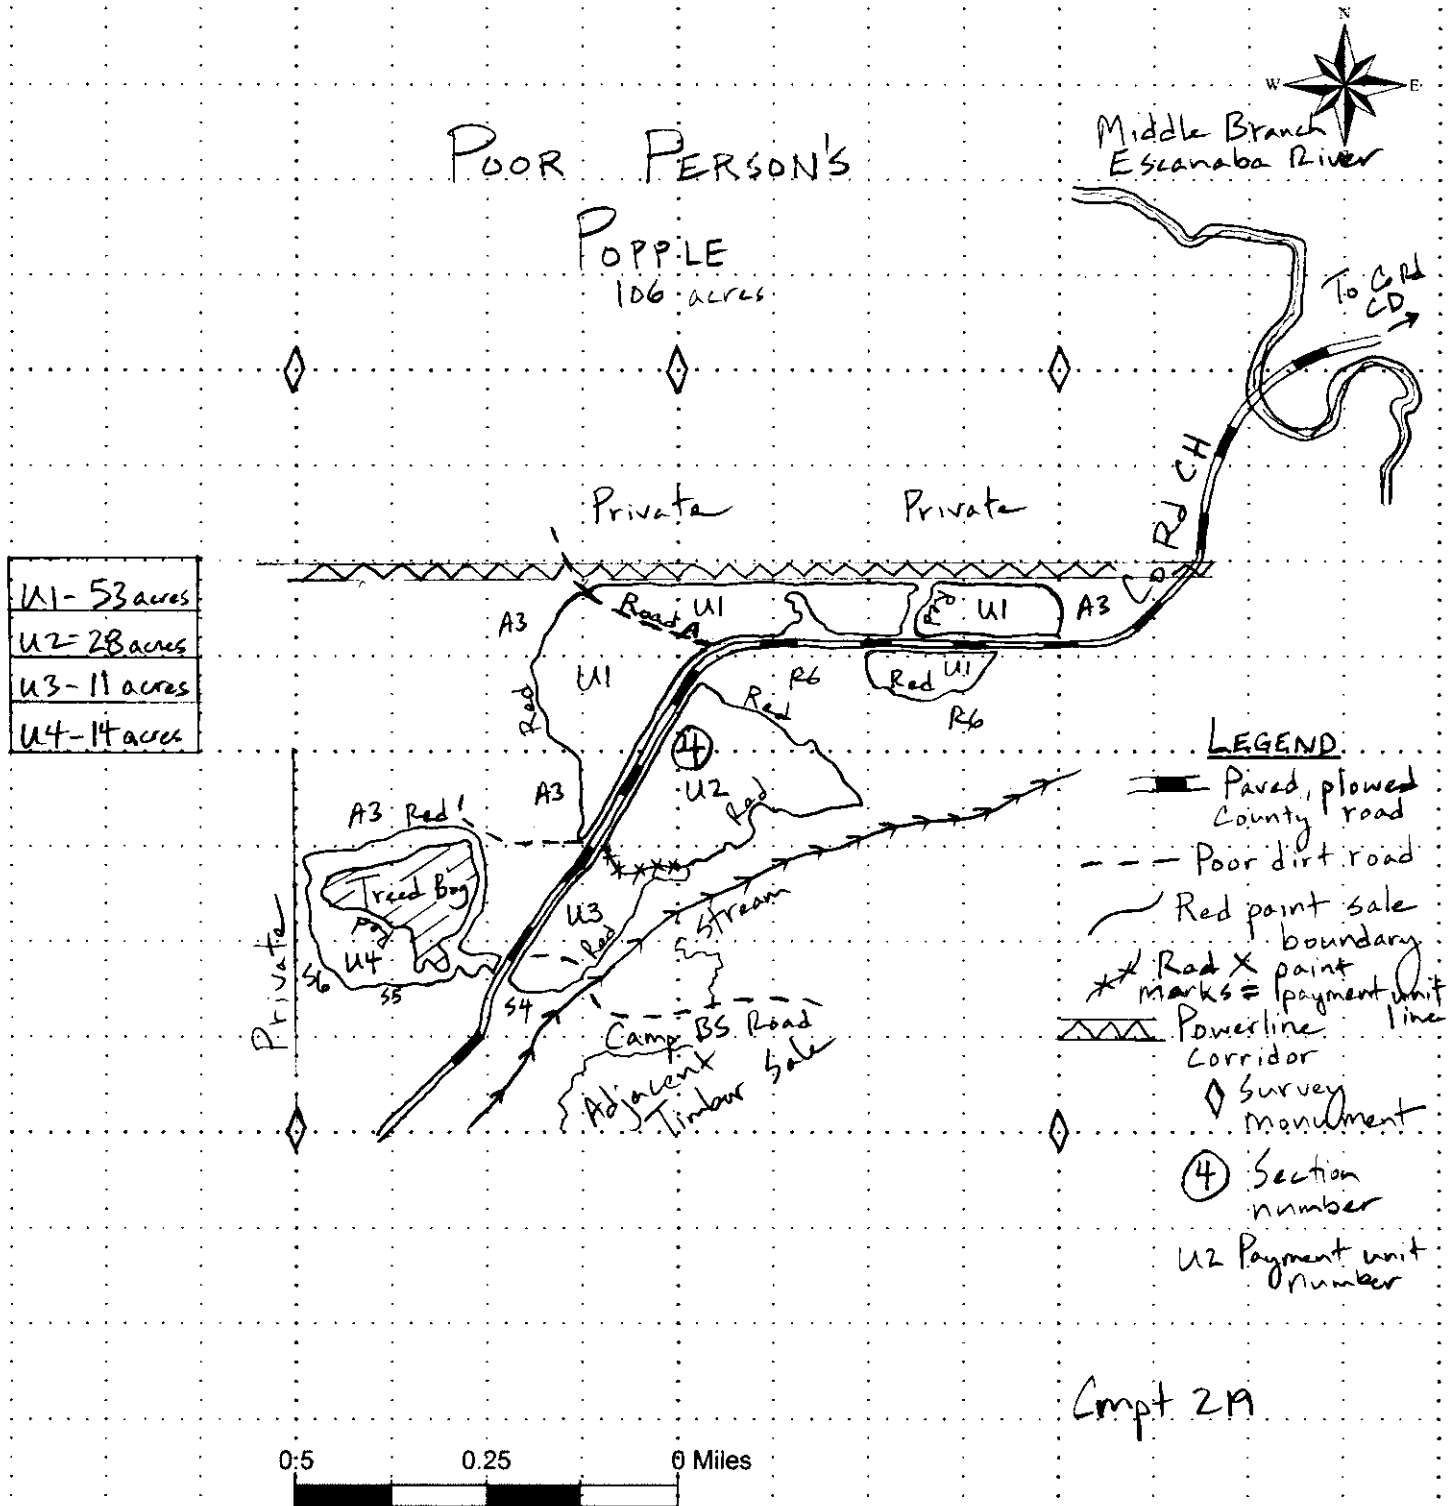 N
W E
Middle Branch
Escanaba River
POOR PERSON'S
POPPLE
106 acres
To Co Rd
CD
Co Rd CH
Private Private
U1 - 53 acres
U2 - 28 acres
U3 - 11 acres
U4 - 14 acres
A3
Road A
U1
Red
U1
A3
Red
U1
R6
Red U1
R6
Red
4
U2
Red
A3
A3 Red
Treed Bog
Red
U4
S6
S5
Private
U3
Red
S4
Stream
Camp BS Road
Adjacent
Timber Sale
LEGEND
Paved, plowed
County road
Poor dirt road
Red paint sale
boundary
Red X paint
marks = payment unit
line
Powerline
Corridor
Survey
monument
4 Section
number
U2 Payment unit
number
Cmpt 219
0.5 0.25 0 Miles